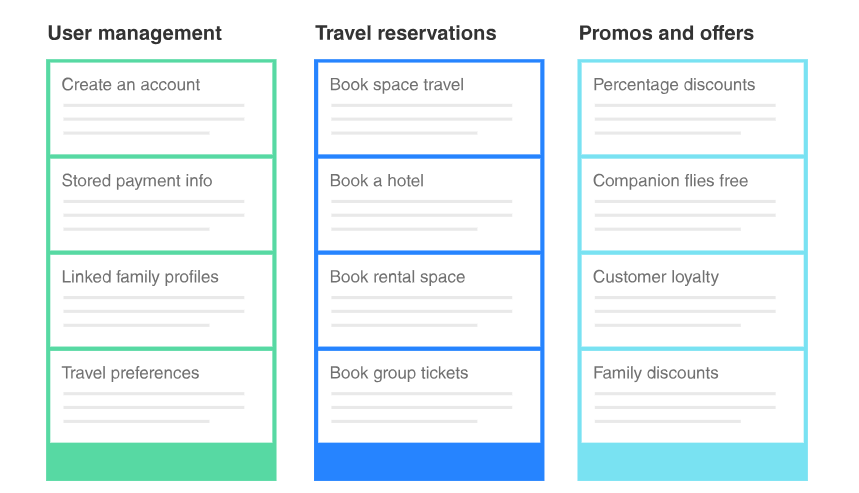 User management
Create an account
Stored payment info
Linked family profiles
Travel preferences
Travel reservations
Book space travel
Book a hotel
Book rental space
Book group tickets
Promos and offers
Percentage discounts
Companion flies free
Customer loyalty
Family discounts